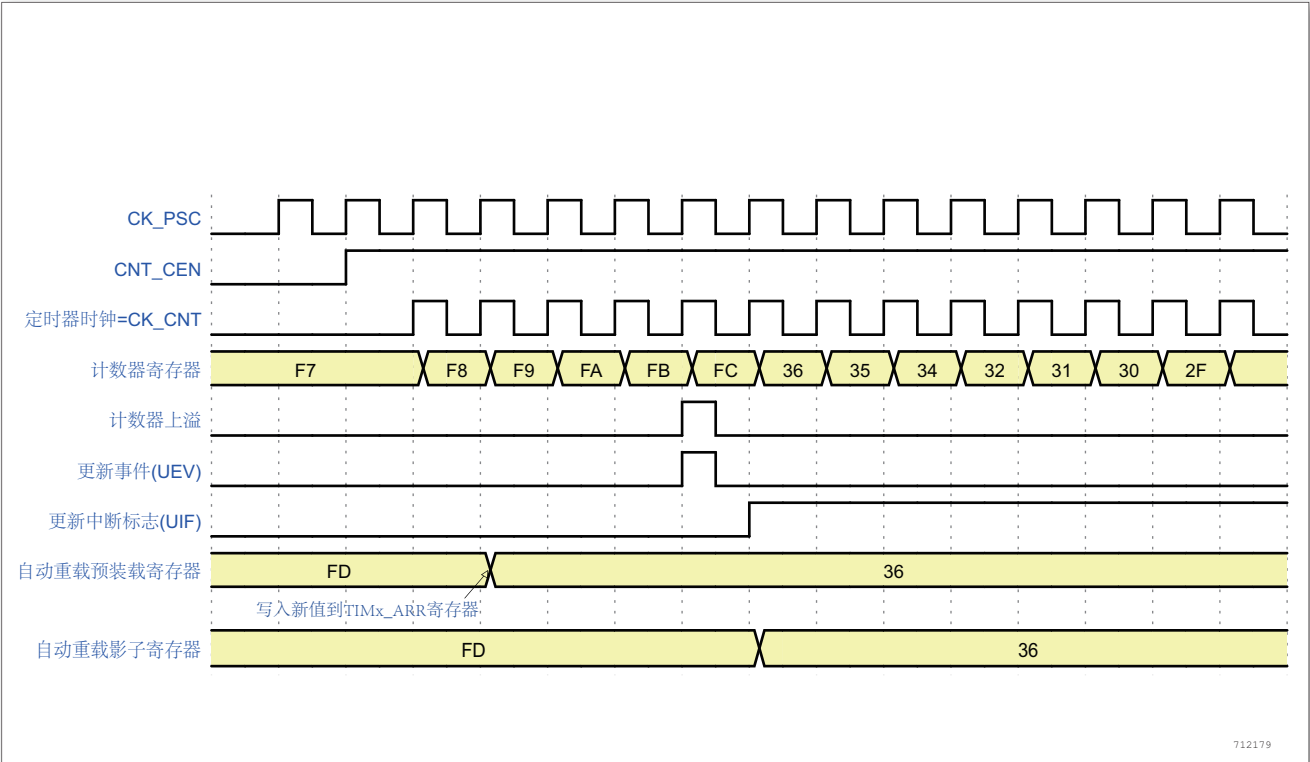 CK_PSC
CNT_CEN
定时器时钟=CK_CNT
计数器寄存器 F7 F8 F9 FA FB FC 36 35 34 32 31 30 2F
计数器上溢
更新事件(UEV)
更新中断标志(UIF)
自动重载预装载寄存器 FD 36
写入新值到TIMx_ARR寄存器
自动重载影子寄存器 FD 36
712179